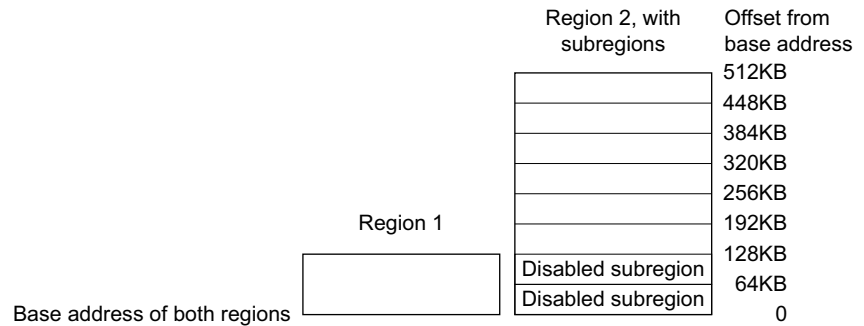 Region 2, with
subregions
Offset from
base address
512KB
448KB
384KB
320KB
256KB
Region 1
192KB
128KB
Disabled subregion
64KB
Disabled subregion
Base address of both regions
0